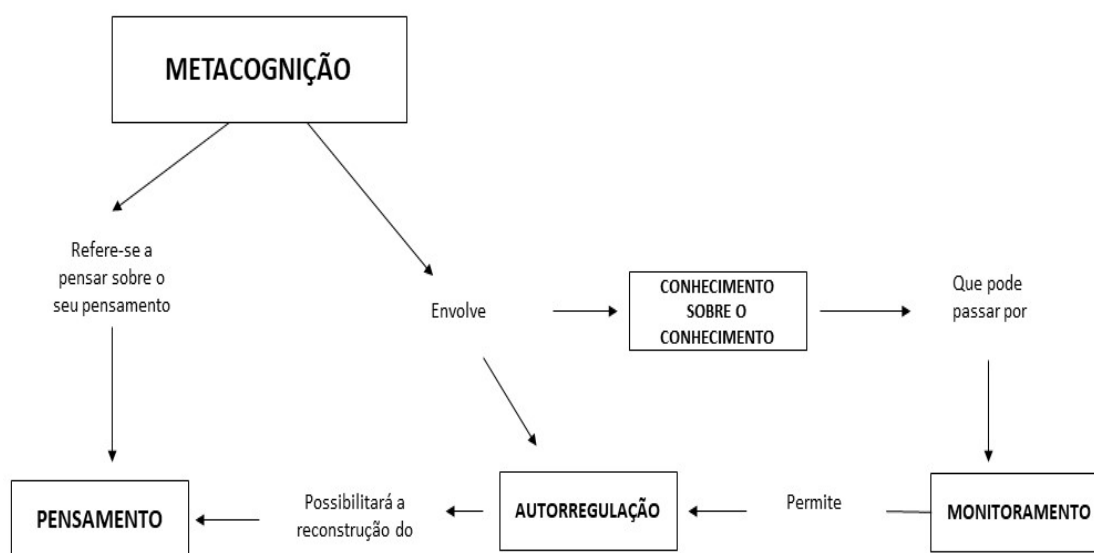 METACOGNIÇÃO
Refere-se a
pensar sobre o
seu pensamento
Envolve
CONHECIMENTO
SOBRE O
CONHECIMENTO
Que pode
passar por
PENSAMENTO
Possibilitará a
reconstrução do
AUTORREGULAÇÃO
Permite
MONITORAMENTO